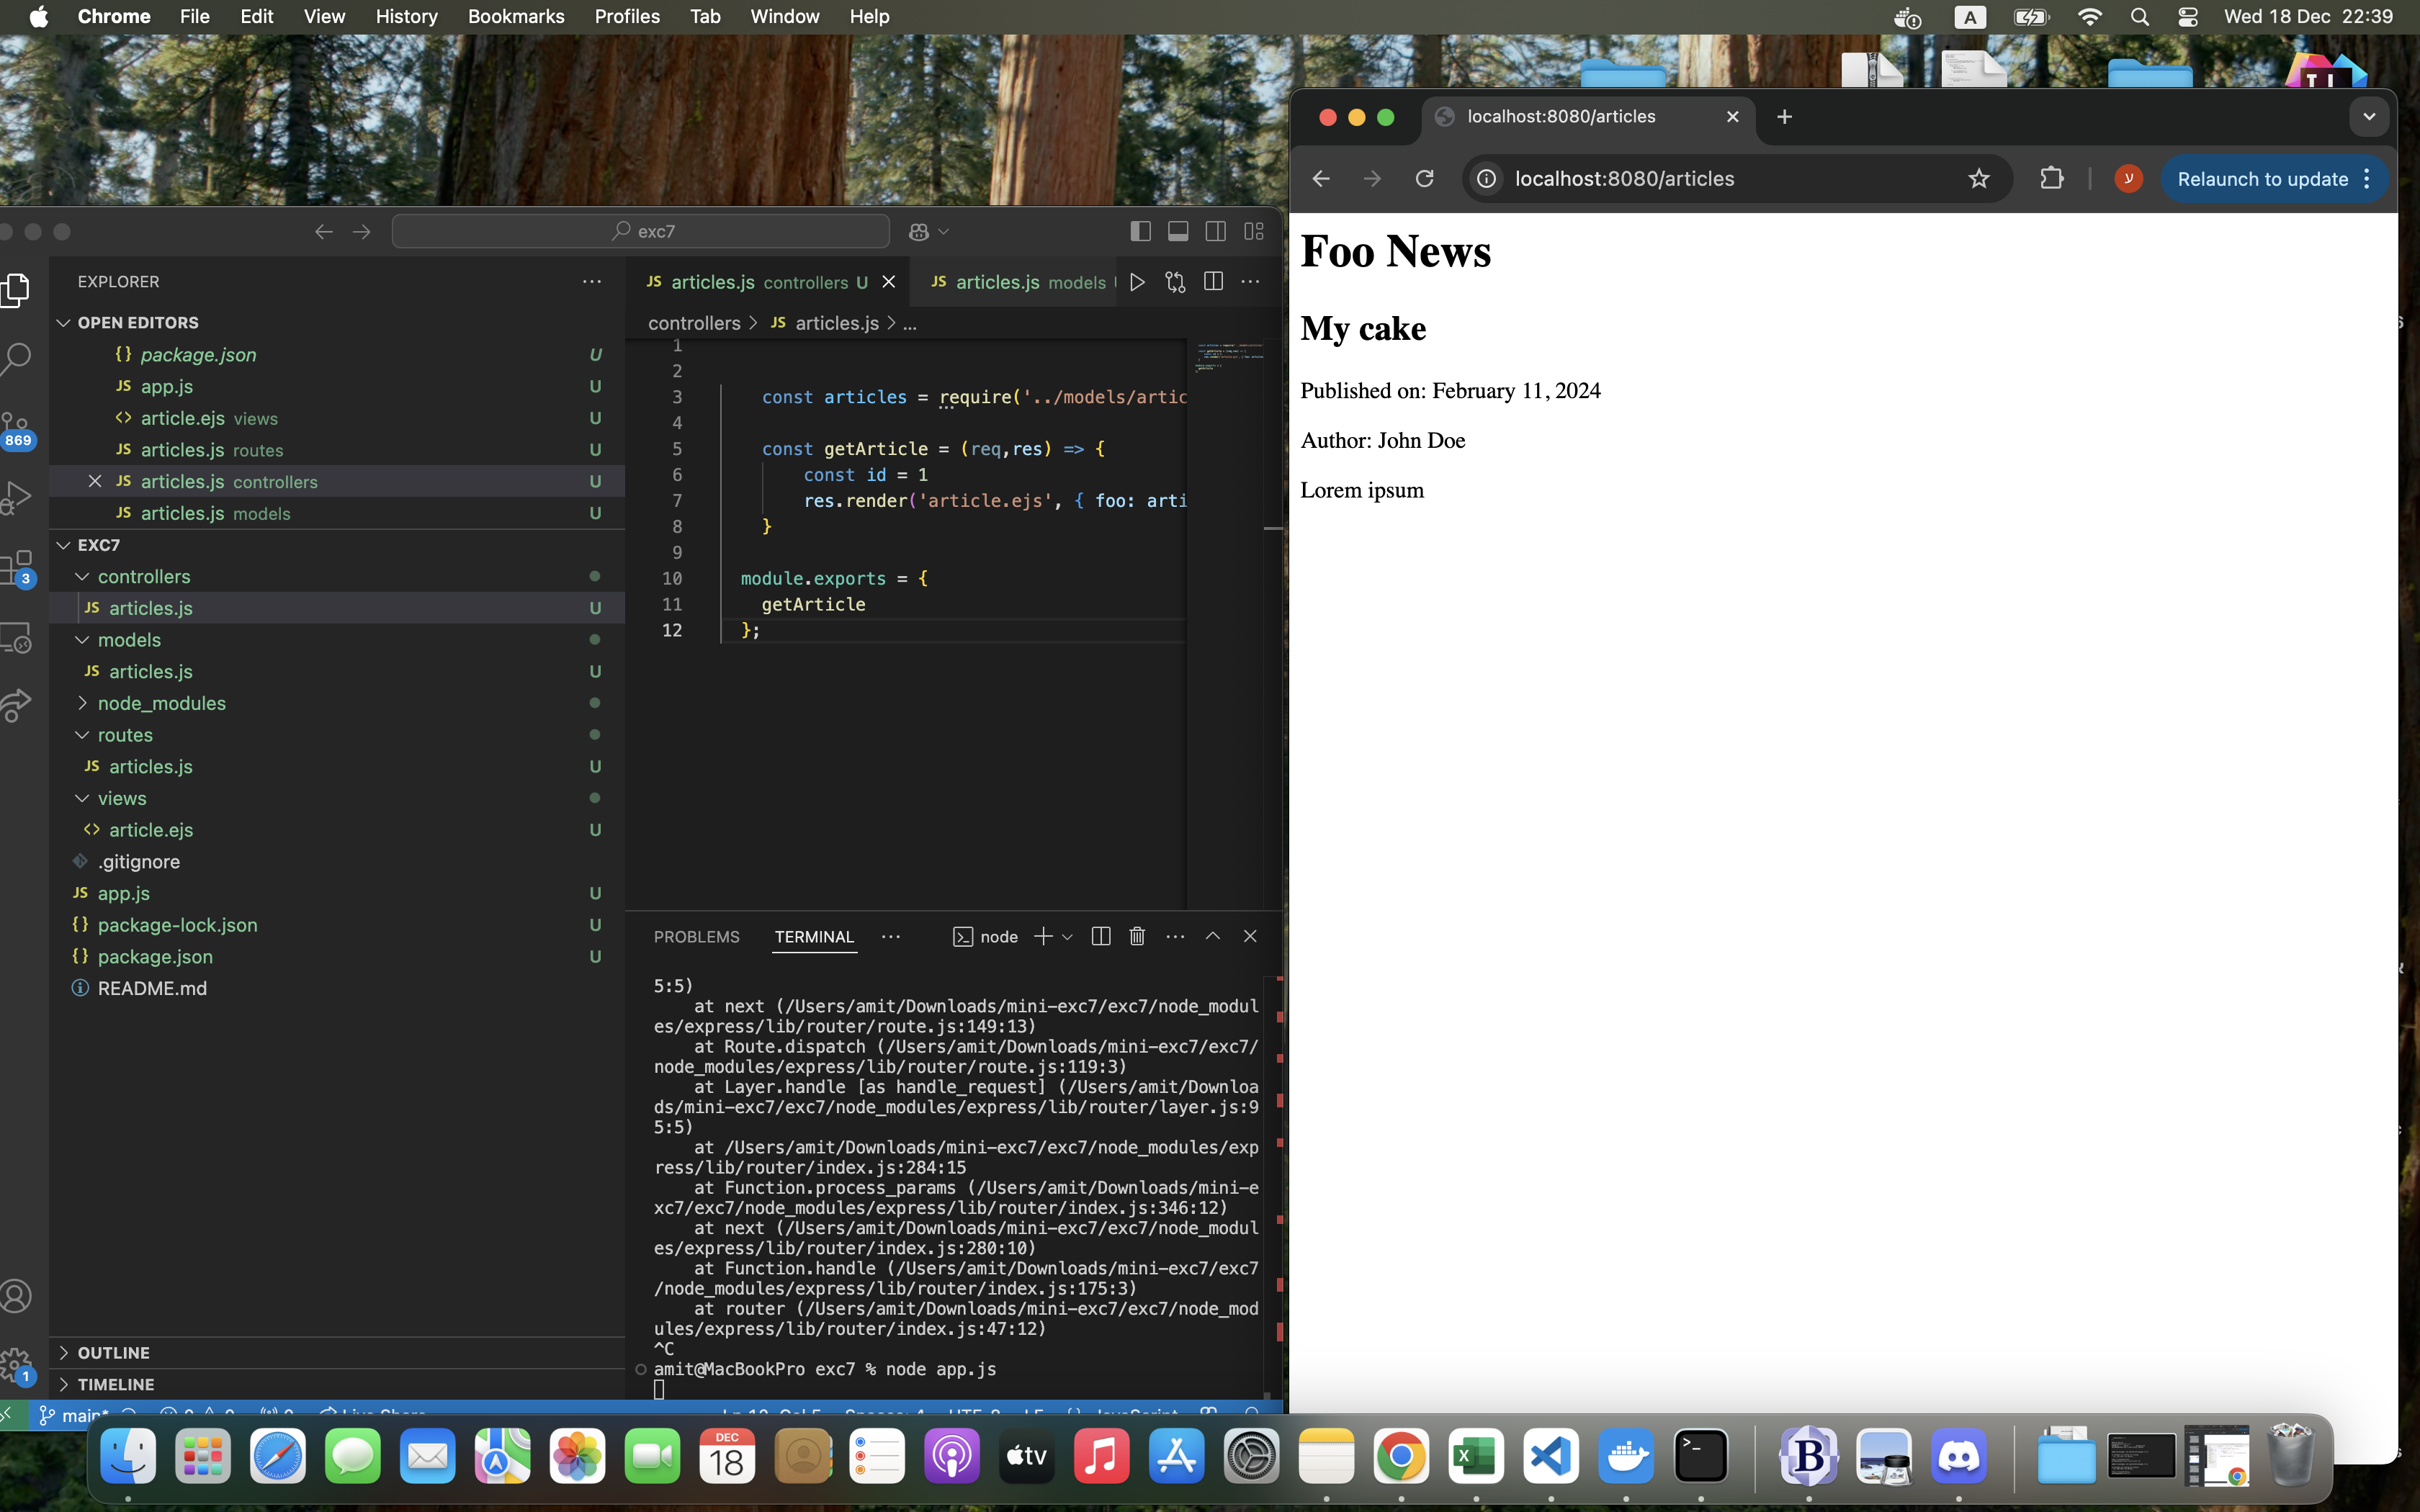 Chrome File Edit View History Bookmarks Profiles Tab Window Help
A
Wed 18 Dec 22:39
localhost:8080/articles
localhost:8080/articles
ע
Relaunch to update
Foo News
My cake
Published on: February 11, 2024
Author: John Doe
Lorem ipsum
exc7
EXPLORER
OPEN EDITORS
{} package.json U
JS app.js U
<> article.ejs views U
JS articles.js routes U
JS articles.js controllers U
JS articles.js models U
EXC7
controllers
JS articles.js U
models
JS articles.js U
node_modules
routes
JS articles.js U
views
<> article.ejs U
.gitignore
JS app.js U
{} package-lock.json U
{} package.json U
README.md
OUTLINE
TIMELINE
869
3
1
JS articles.js controllers U
JS articles.js models
controllers > JS articles.js > ...
1
2
3 const articles = require('../models/artic
4
5 const getArticle = (req,res) => {
6 const id = 1
7 res.render('article.ejs', { foo: arti
8 }
9
10 module.exports = {
11 getArticle
12 };
PROBLEMS TERMINAL
node
5:5)
at next (/Users/amit/Downloads/mini-exc7/exc7/node_modul
es/express/lib/router/route.js:149:13)
at Route.dispatch (/Users/amit/Downloads/mini-exc7/exc7/
node_modules/express/lib/router/route.js:119:3)
at Layer.handle [as handle_request] (/Users/amit/Downloa
ds/mini-exc7/exc7/node_modules/express/lib/router/layer.js:9
5:5)
at /Users/amit/Downloads/mini-exc7/exc7/node_modules/exp
ress/lib/router/index.js:284:15
at Function.process_params (/Users/amit/Downloads/mini-e
xc7/exc7/node_modules/express/lib/router/index.js:346:12)
at next (/Users/amit/Downloads/mini-exc7/exc7/node_modul
es/express/lib/router/index.js:280:10)
at Function.handle (/Users/amit/Downloads/mini-exc7/exc7
/node_modules/express/lib/router/index.js:175:3)
at router (/Users/amit/Downloads/mini-exc7/exc7/node_mod
ules/express/lib/router/index.js:47:12)
^C
amit@MacBookPro exc7 % node app.js
main*
DEC
18
tv
B